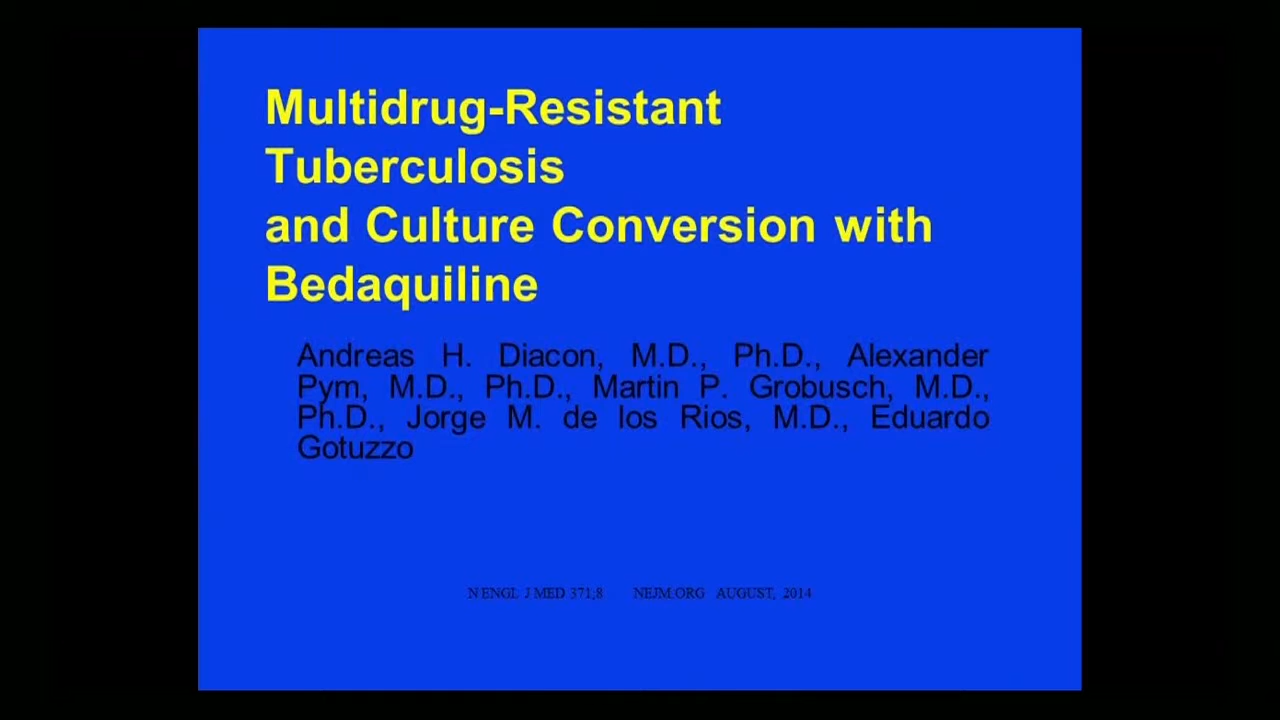 Multidrug-Resistant
Tuberculosis
and Culture Conversion with
Bedaquiline
Andreas H. Diacon, M.D., Ph.D., Alexander
Pym, M.D., Ph.D., Martin P. Grobusch, M.D.,
Ph.D., Jorge M. de los Rios, M.D., Eduardo
Gotuzzo
N ENGL J MED 371;8 NEJM.ORG AUGUST, 2014